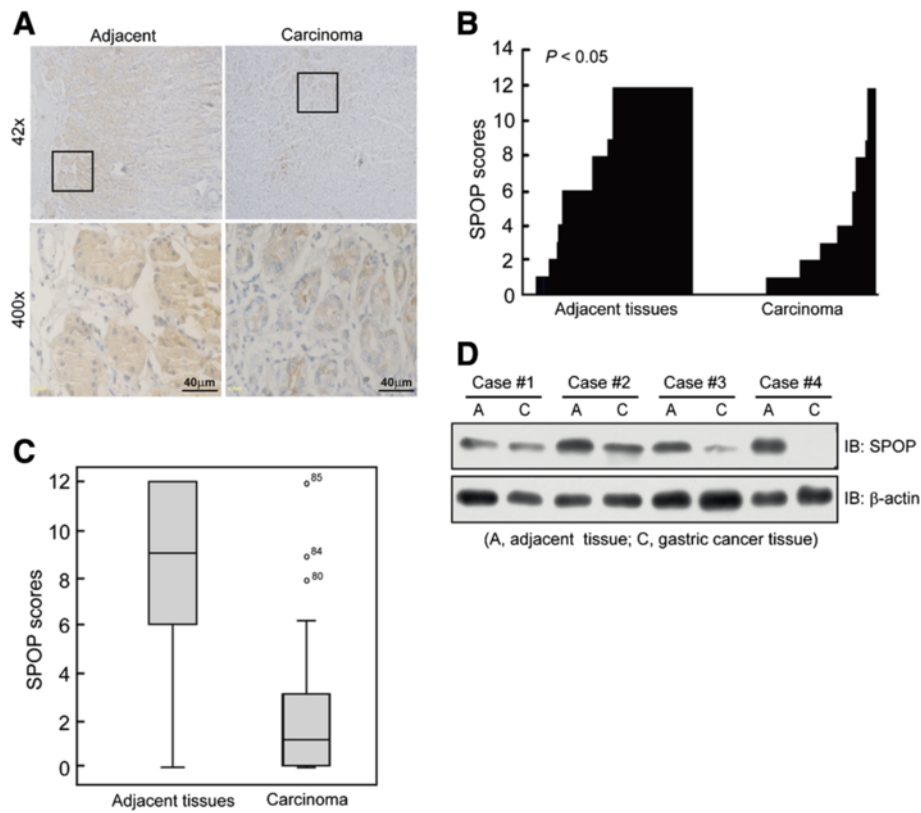 A
Adjacent
Carcinoma
42x
400x
40μm
40μm
B
14
12
10
8
6
4
2
0
P < 0.05
SPOP scores
Adjacent tissues
Carcinoma
C
12
10
8
6
4
2
0
SPOP scores
85
84
80
Adjacent tissues
Carcinoma
D
Case #1 Case #2 Case #3 Case #4
A C A C A C A C
IB: SPOP
IB: β-actin
(A, adjacent tissue; C, gastric cancer tissue)